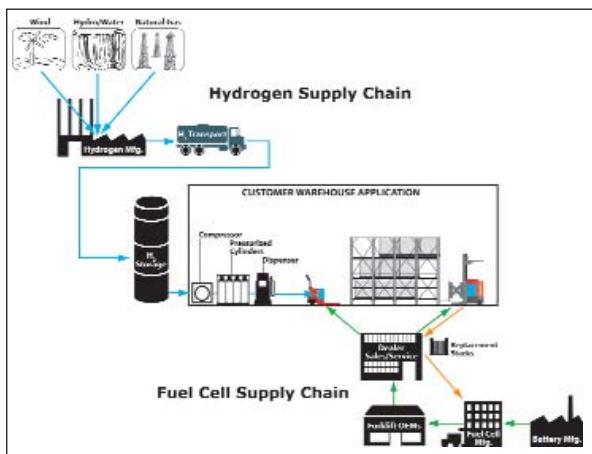 Wind
Hydro/Water
Natural Gas
Hydrogen Supply Chain
H₂ Transport
Hydrogen Mfg.
CUSTOMER WAREHOUSE APPLICATION
Compressor
Pressurized
Cylinders
Dispenser
H₂
Storage
Dealer
Sales/Service
Replacement
Stacks
Fuel Cell Supply Chain
Forklift OEMs
Fuel Cell
Mfg.
Battery Mfg.